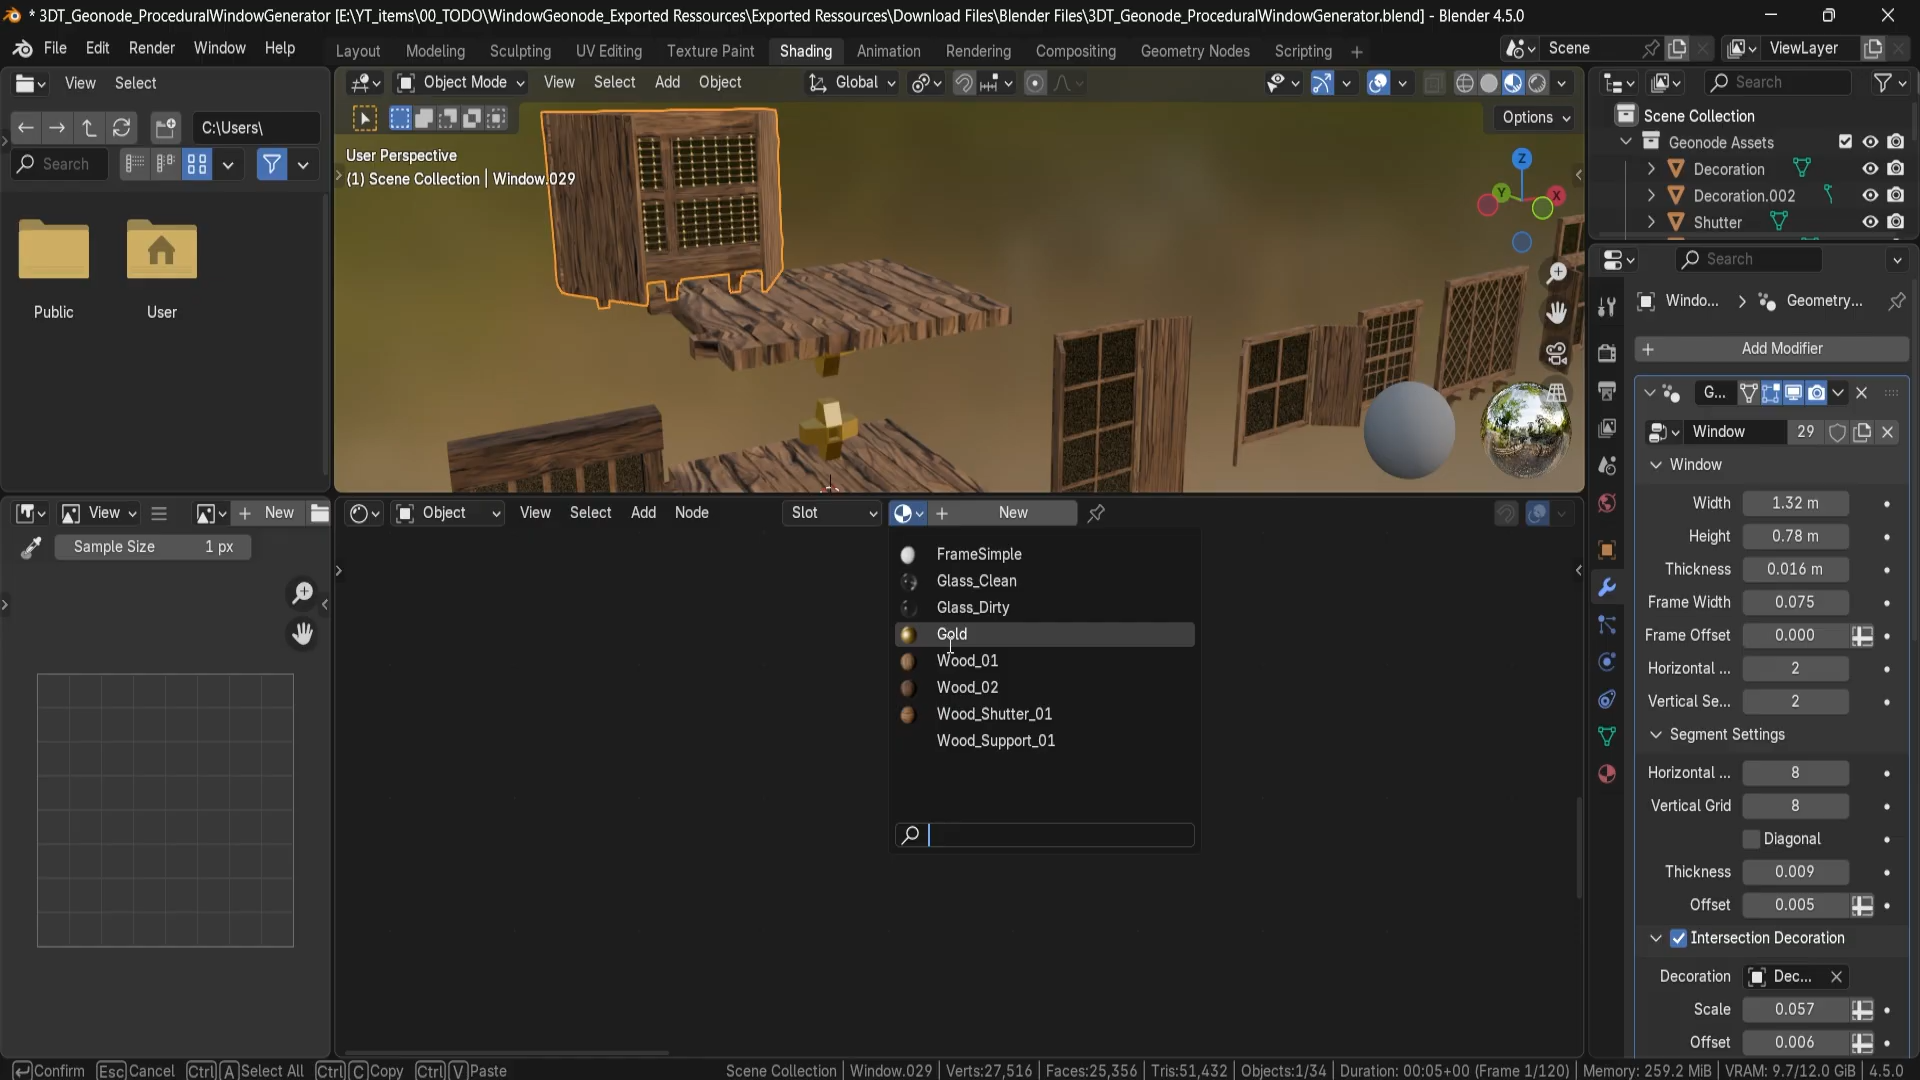 * 3DT_Geonode_ProceduralWindowGenerator [E:\YT_items\00_TODO\WindowGeonode_Exported Ressources\Exported Ressources\Download Files\Blender Files\3DT_Geonode_ProceduralWindowGenerator.blend] - Blender 4.5.0
File Edit Render Window Help Layout Modeling Sculpting UV Editing Texture Paint Shading Animation Rendering Compositing Geometry Nodes Scripting + Scene ViewLayer
View Select Object Mode View Select Add Object Global Search
C:\Users\ Options
Search
User Perspective
(1) Scene Collection | Window.029
Public User
Scene Collection
Geonode Assets
Decoration
Decoration.002
Shutter
Search
Windo... Geometry...
Add Modifier
G...
Window 29
Window
Width 1.32 m
Height 0.78 m
Thickness 0.016 m
Frame Width 0.075
Frame Offset 0.000
Horizontal ... 2
Vertical Se... 2
Segment Settings
Horizontal ... 8
Vertical Grid 8
Diagonal
Thickness 0.009
Offset 0.005
Intersection Decoration
Decoration Dec...
Scale 0.057
Offset 0.006
View New
Sample Size 1 px
Object View Select Add Node Slot New
FrameSimple
Glass_Clean
Glass_Dirty
Gold
Wood_01
Wood_02
Wood_Shutter_01
Wood_Support_01
X
Y
Z
Confirm Esc Cancel Ctrl A Select All Ctrl C Copy Ctrl V Paste
Scene Collection | Window.029 | Verts:27,516 | Faces:25,356 | Tris:51,432 | Objects:1/34 | Duration: 00:05+00 (Frame 1/120) | Memory: 259.2 MiB | VRAM: 9.7/12.0 GiB | 4.5.0